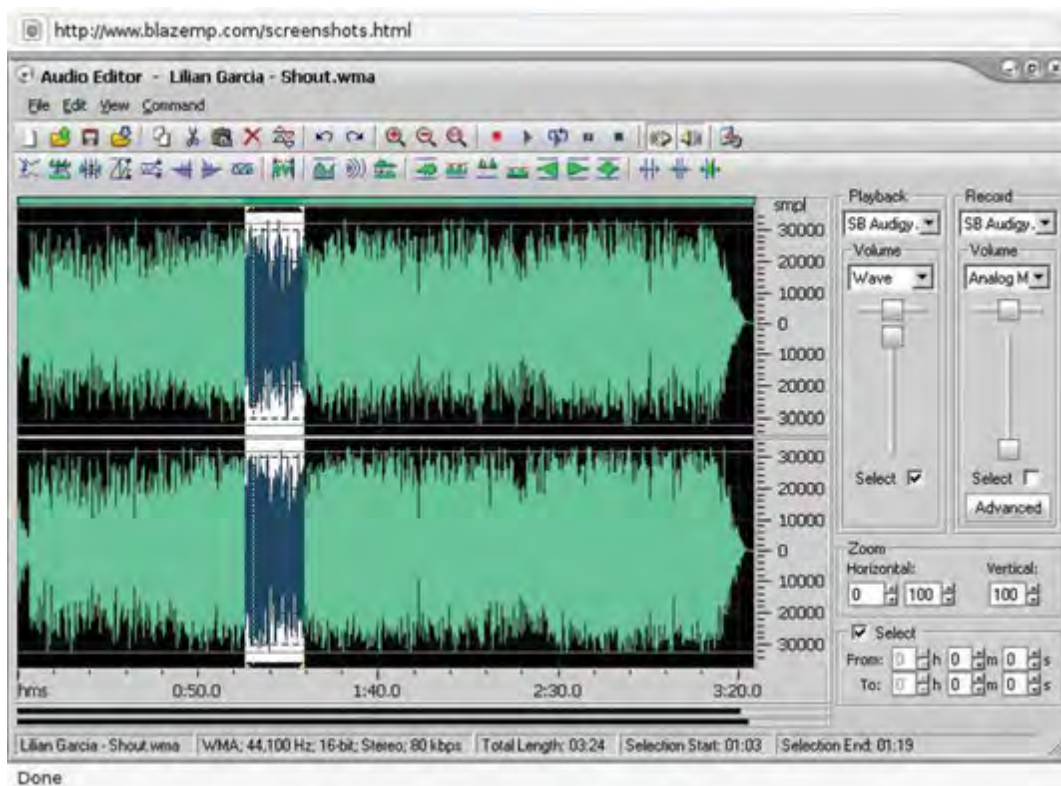 http://www.blazemp.com/screenshots.html
Audio Editor - Lilian Garcia - Shout.wma
File Edit View Command
smpl
30000
20000
10000
0
10000
20000
30000
30000
20000
10000
0
10000
20000
30000
hms 0:50.0 1:40.0 2:30.0 3:20.0
Playback Record
SB Audigy. SB Audigy.
Volume Volume
Wave Analog M
Select Select
Advanced
Zoom
Horizontal: Vertical:
0 100 100
Select
From: 0 h 0 m 0 s
To: 0 h 0 m 0 s
Lilian Garcia - Shout.wma WMA; 44,100 Hz; 16-bit; Stereo; 80 kbps Total Length: 03:24 Selection Start: 01:03 Selection End: 01:19
Done